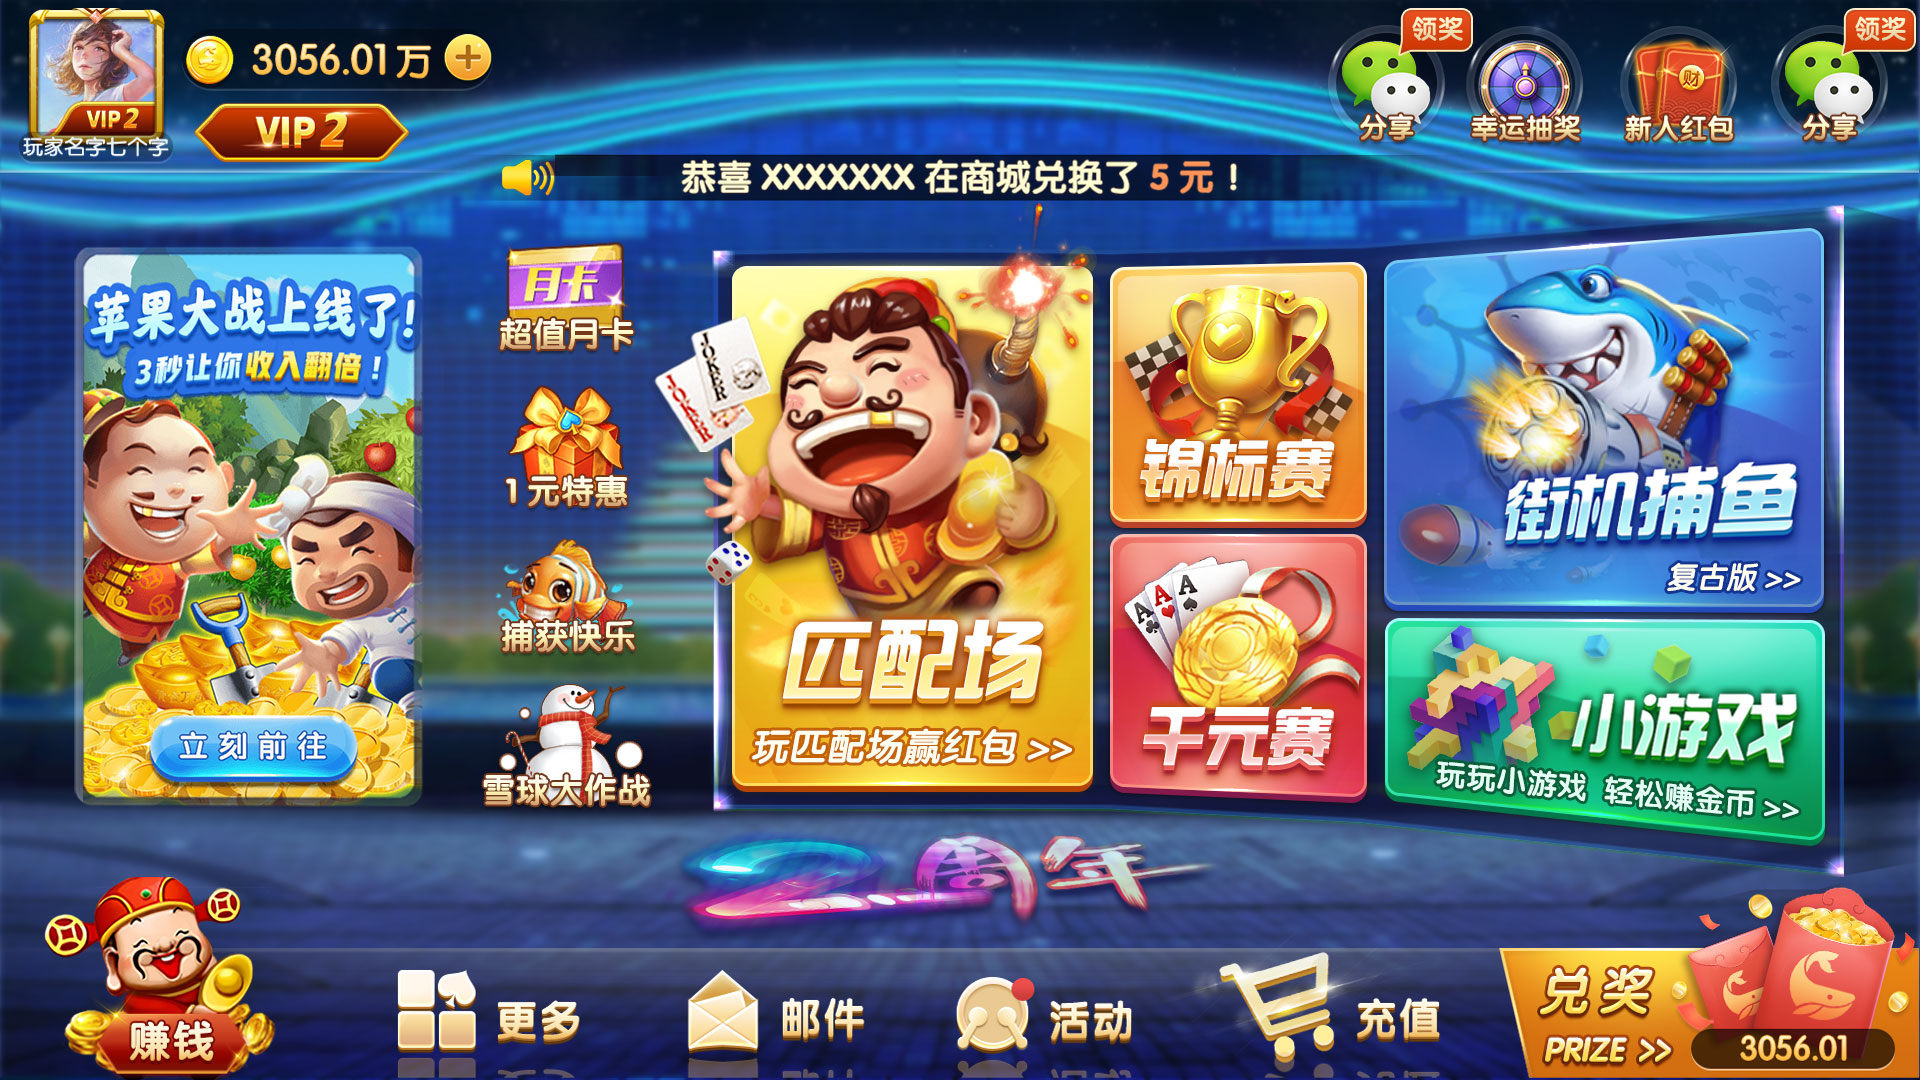 3056.01万
VIP 2
玩家名字七个字
VIP 2
领奖
分享
幸运抽奖
财
新人红包
领奖
分享
恭喜 XXXXXXX 在商城兑换了 5 元 !
苹果大战上线了!
3秒让你收入翻倍!
立刻前往
月卡
超值月卡
1 元特惠
捕获快乐
雪球大作战
JOKER
JOKER
匹配场
玩匹配场赢红包 >>
锦标赛
A A A
千元赛
街机捕鱼
复古版 >>
小游戏
玩玩小游戏 轻松赚金币 >>
2周年
赚钱
更多
邮件
活动
充值
兑奖
PRIZE >>
3056.01